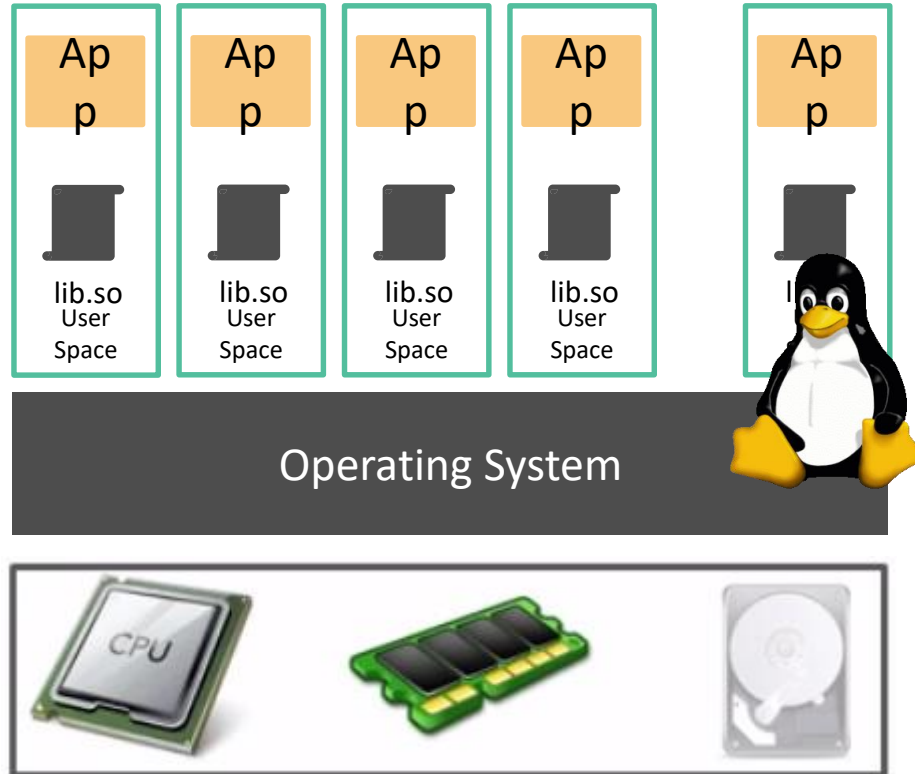 Ap
p
lib.so
User
Space
Ap
p
lib.so
User
Space
Ap
p
lib.so
User
Space
Ap
p
lib.so
User
Space
Ap
p
Operating System
CPU